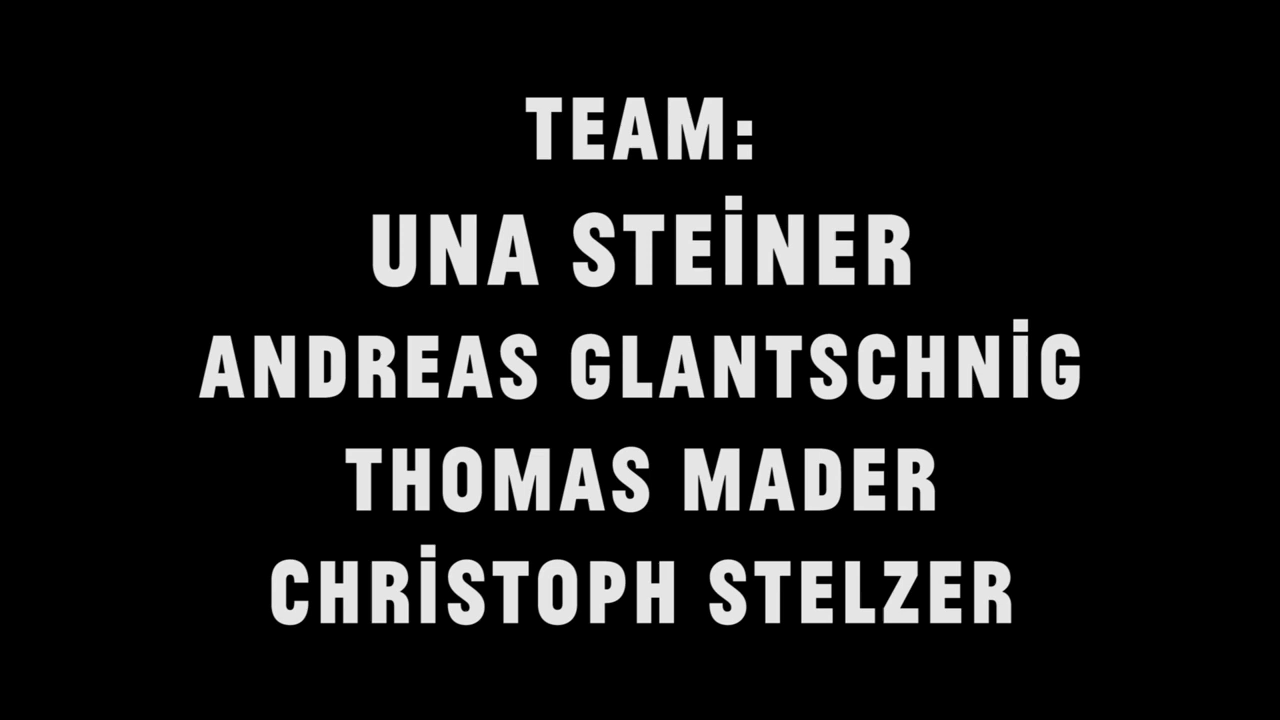 TEAM:
UNA STEİNER
ANDREAS GLANTSCHNİG
THOMAS MADER
CHRİSTOPH STELZER